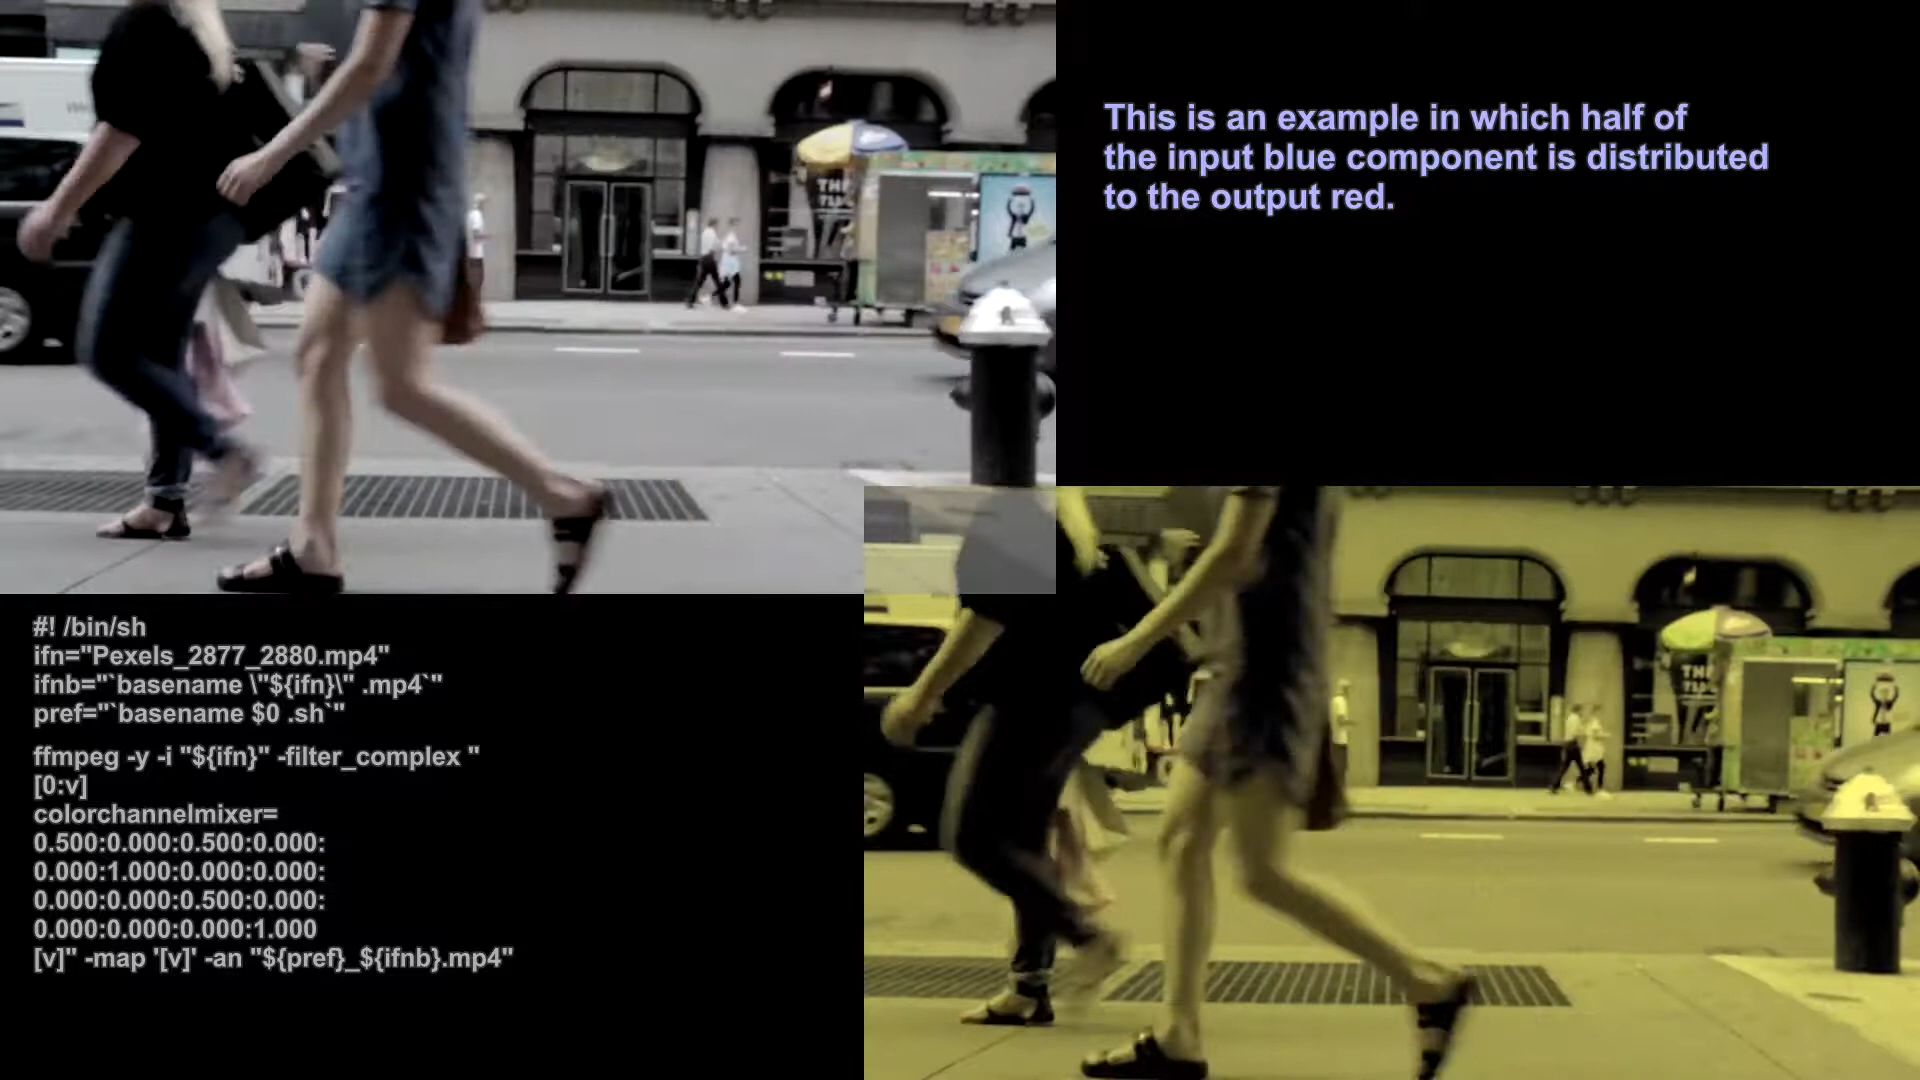 This is an example in which half of
the input blue component is distributed
to the output red.
THE
#! /bin/sh
ifn="Pexels_2877_2880.mp4"
ifnb="`basename \"${ifn}\" .mp4`"
pref="`basename $0 .sh`"
ffmpeg -y -i "${ifn}" -filter_complex "
[0:v]
colorchannelmixer=
0.500:0.000:0.500:0.000:
0.000:1.000:0.000:0.000:
0.000:0.000:0.500:0.000:
0.000:0.000:0.000:1.000
[v]" -map '[v]' -an "${pref}_${ifnb}.mp4"